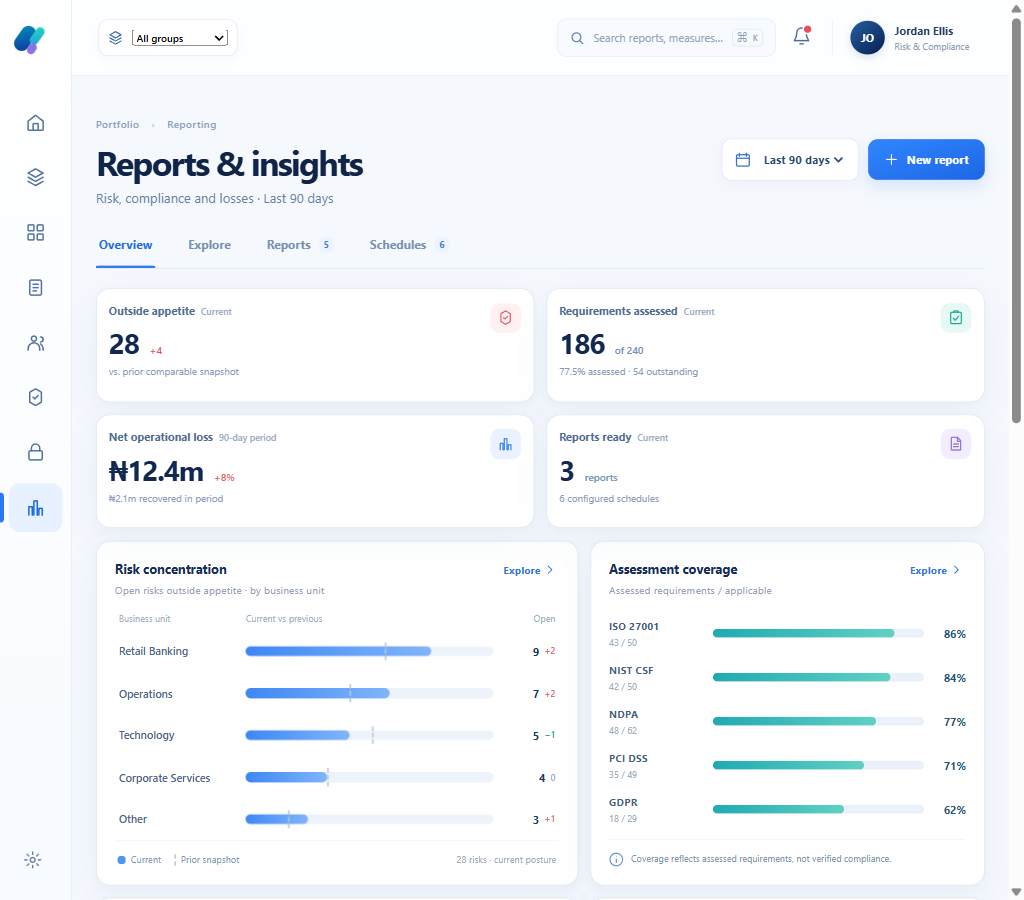 All groups
Search reports, measures...
⌘ K
JO
Jordan Ellis
Risk & Compliance
Portfolio
Reporting
Reports & insights
Risk, compliance and losses · Last 90 days
Last 90 days
New report
Overview
Explore
Reports 5
Schedules 6
Outside appetite Current
28 +4
vs. prior comparable snapshot
Requirements assessed Current
186 of 240
77.5% assessed · 54 outstanding
Net operational loss 90-day period
₦12.4m +8%
₦2.1m recovered in period
Reports ready Current
3 reports
6 configured schedules
Risk concentration
Explore
Open risks outside appetite · by business unit
Business unit Current vs previous Open
Retail Banking 9 +2
Operations 7 +2
Technology 5 −1
Corporate Services 4 0
Other 3 +1
Current Prior snapshot 28 risks · current posture
Assessment coverage
Explore
Assessed requirements / applicable
ISO 27001
43 / 50
86%
NIST CSF
42 / 50
84%
NDPA
48 / 62
77%
PCI DSS
35 / 49
71%
GDPR
18 / 29
62%
Coverage reflects assessed requirements, not verified compliance.